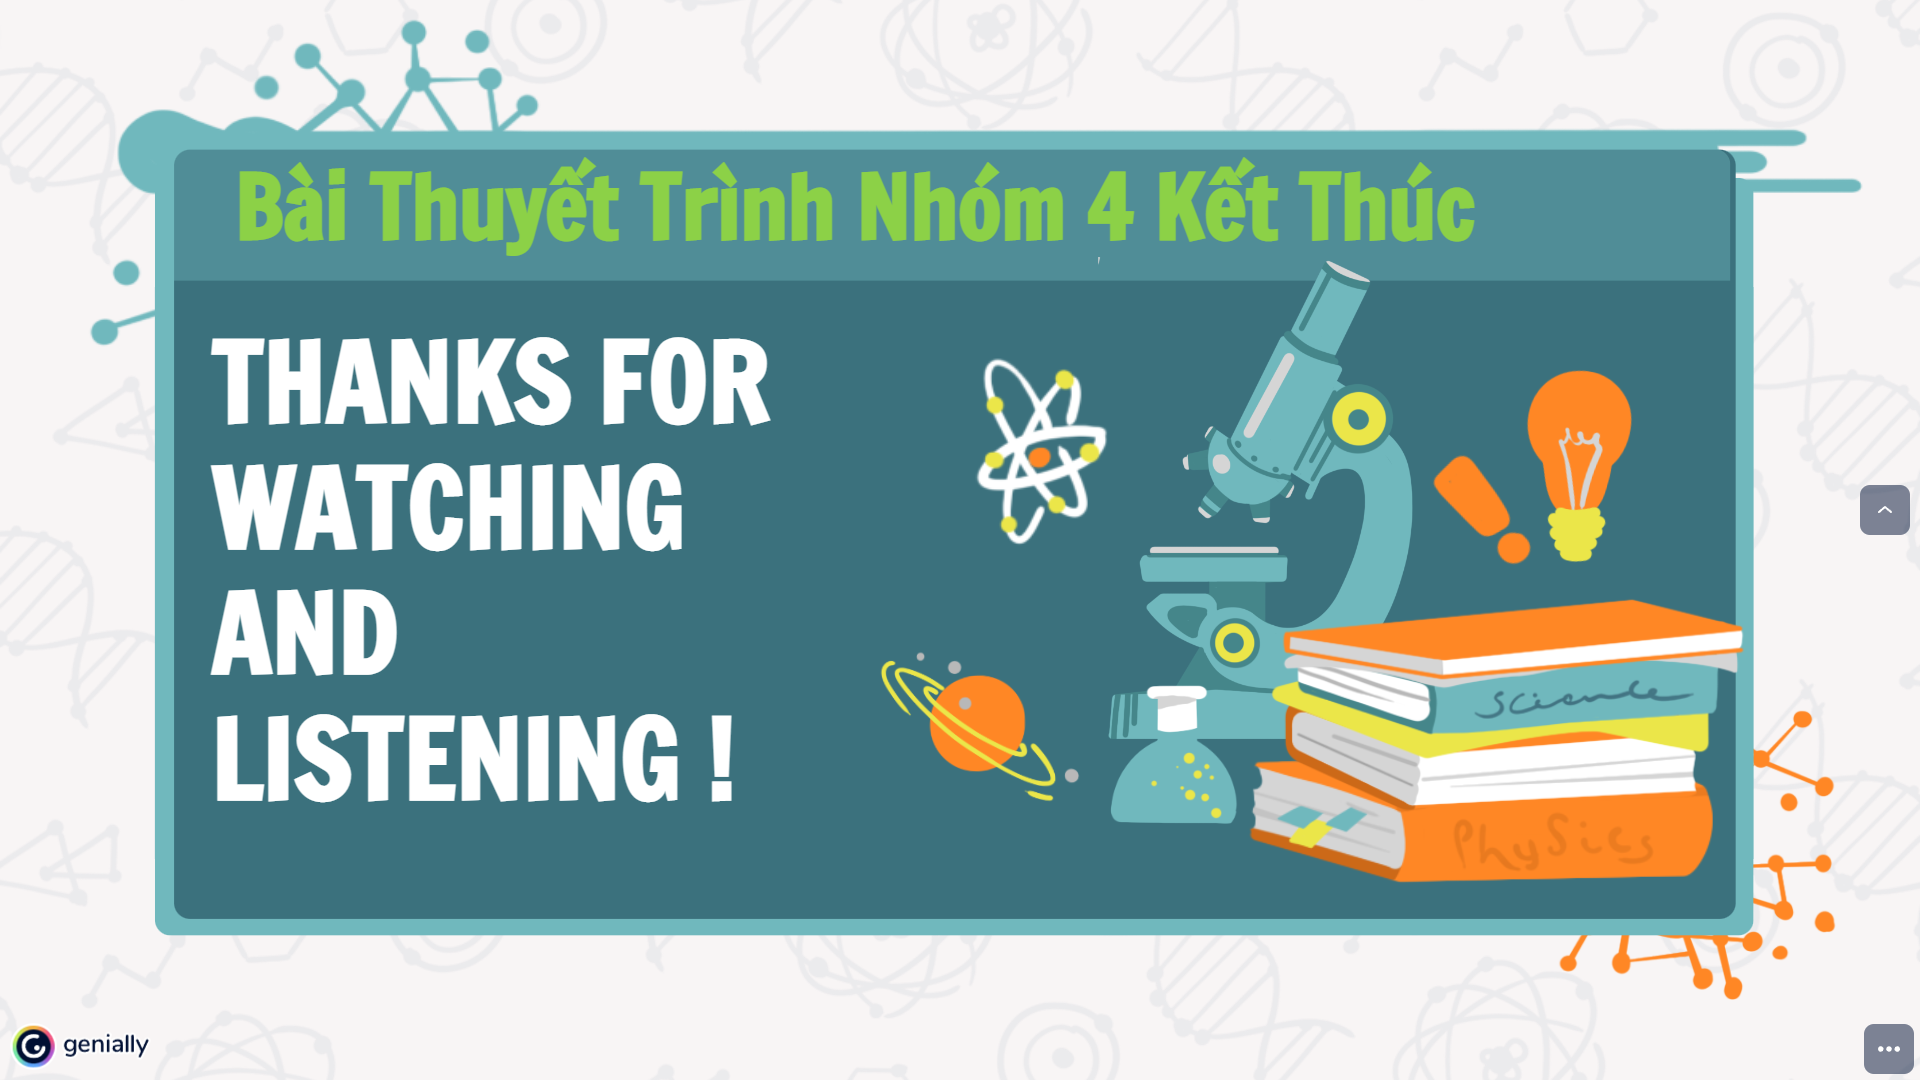 Bài Thuyết Trình Nhóm 4 Kết Thúc
THANKS FOR
WATCHING
AND
LISTENING !
science
Physics
genially